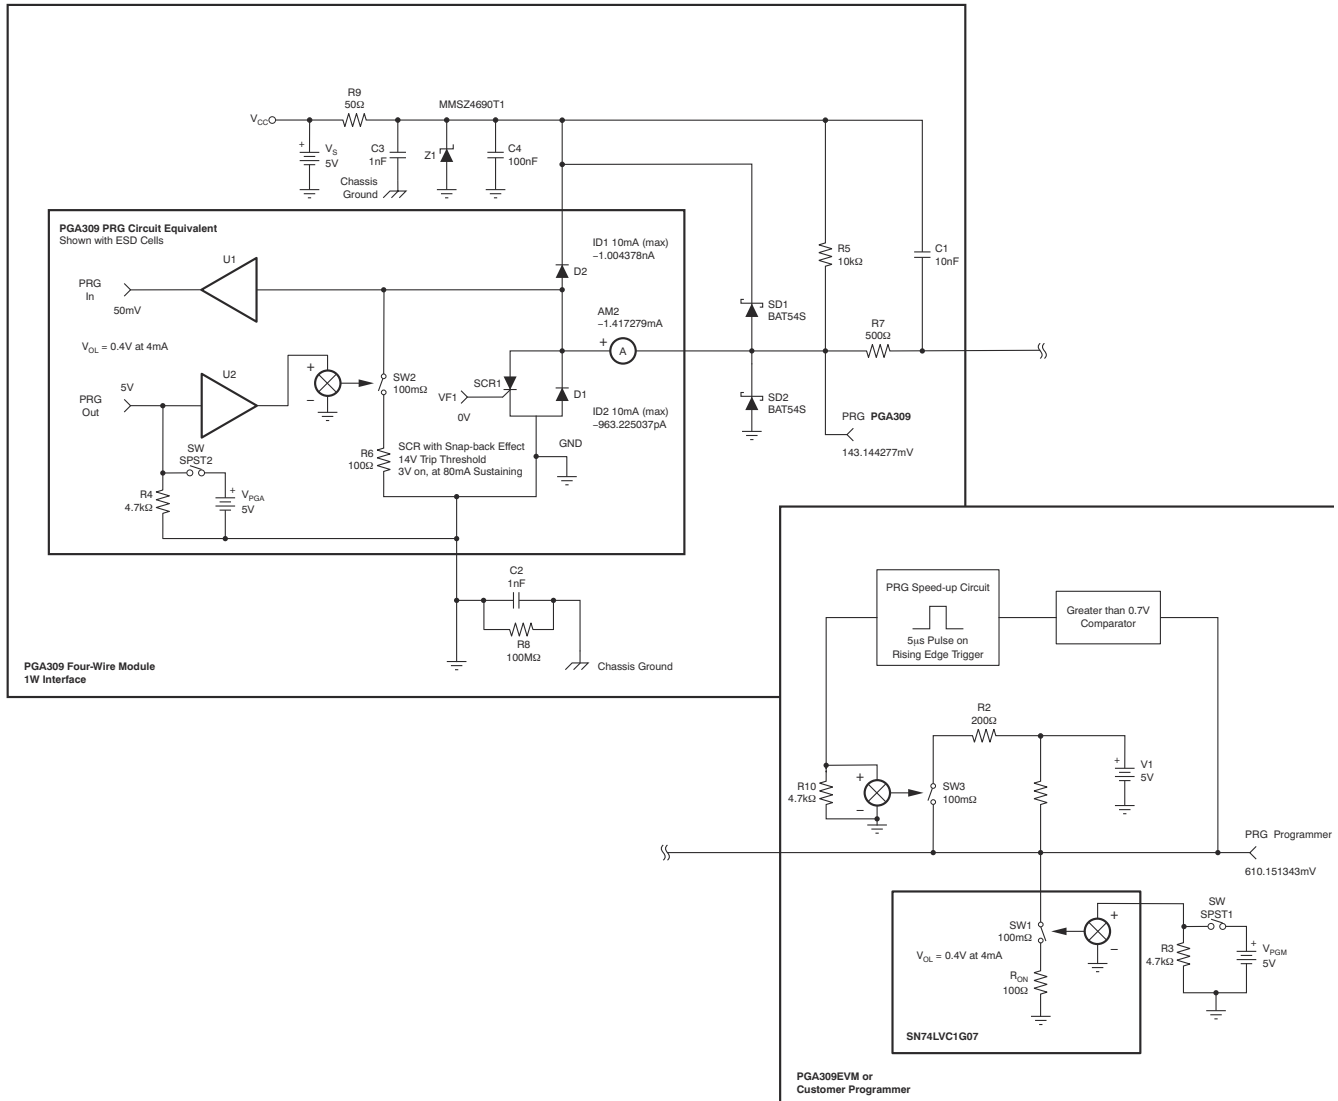 R9
50Ω
MMSZ4690T1
VCC
+
VS
5V
C3
1nF
Z1
C4
100nF
Chassis
Ground
PGA309 PRG Circuit Equivalent
Shown with ESD Cells
U1
PRG
In
50mV
ID1 10mA (max)
−1.004378nA
D2
R5
10kΩ
C1
10nF
SD1
BAT54S
AM2
−1.417279mA
+
A
R7
500Ω
VOL = 0.4V at 4mA
5V
PRG
Out
U2
+
−
SW2
100mΩ
SCR1
VF1
0V
D1
SD2
BAT54S
ID2 10mA (max)
−963.225037pA
PRG PGA309
143.144277mV
SW
SPST2
R6
100Ω
SCR with Snap-back Effect
14V Trip Threshold
3V on, at 80mA Sustaining
GND
R4
4.7kΩ
+
VPGA
5V
C2
1nF
R8
100MΩ
Chassis Ground
PGA309 Four-Wire Module
1W Interface
PRG Speed-up Circuit
5µs Pulse on
Rising Edge Trigger
Greater than 0.7V
Comparator
R2
200Ω
+
V1
5V
R10
4.7kΩ
+
−
SW3
100mΩ
PRG Programmer
610.151343mV
SW1
100mΩ
+
−
SW
SPST1
VOL = 0.4V at 4mA
R3
4.7kΩ
+
VPGM
5V
RON
100Ω
SN74LVC1G07
PGA309EVM or
Customer Programmer